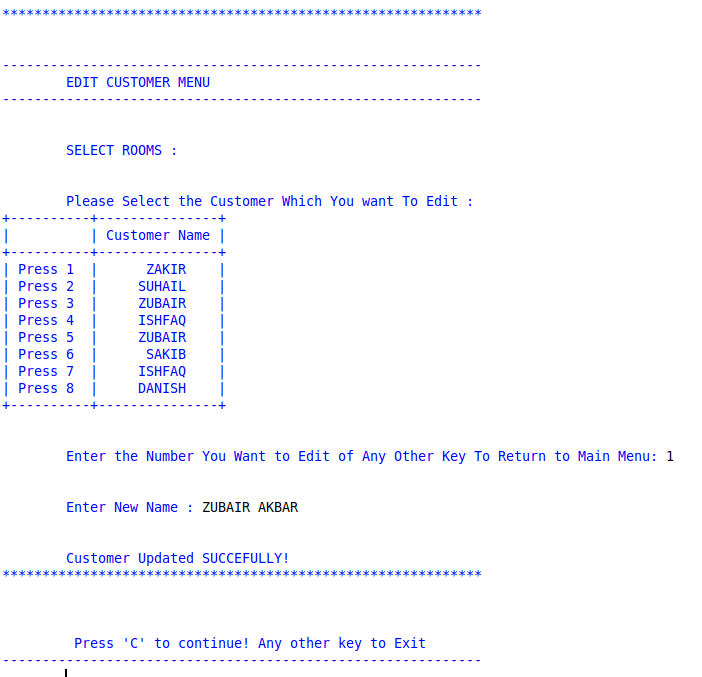 ************************************************************
------------------------------------------------------------
EDIT CUSTOMER MENU
------------------------------------------------------------
SELECT ROOMS :
Please Select the Customer Which You want To Edit :
+----------+---------------+
|          | Customer Name |
+----------+---------------+
| Press 1  |      ZAKIR    |
| Press 2  |     SUHAIL    |
| Press 3  |     ZUBAIR    |
| Press 4  |     ISHFAQ    |
| Press 5  |     ZUBAIR    |
| Press 6  |      SAKIB    |
| Press 7  |     ISHFAQ    |
| Press 8  |     DANISH    |
+----------+---------------+
Enter the Number You Want to Edit of Any Other Key To Return to Main Menu: 1
Enter New Name : ZUBAIR AKBAR
Customer Updated SUCCEFULLY!
************************************************************
Press 'C' to continue! Any other key to Exit
------------------------------------------------------------